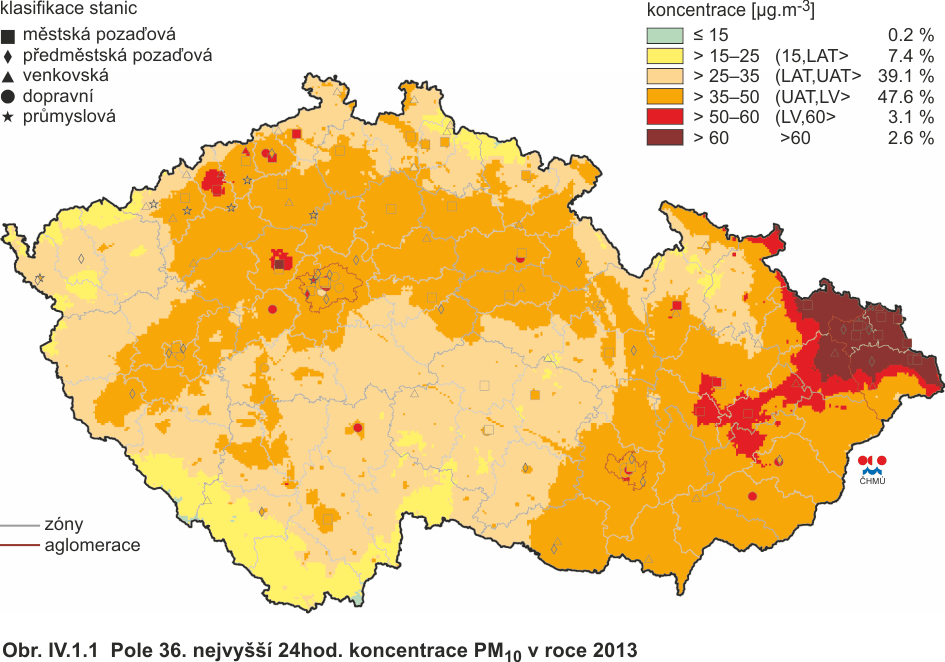 klasifikace stanic
městská pozaďová
předměstská pozaďová
venkovská
dopravní
průmyslová
koncentrace [µg.m-3]
≤ 15 0.2 %
> 15–25 (15,LAT> 7.4 %
> 25–35 (LAT,UAT> 39.1 %
> 35–50 (UAT,LV> 47.6 %
> 50–60 (LV,60> 3.1 %
> 60 >60 2.6 %
ČHMÚ
zóny
aglomerace
Obr. IV.1.1 Pole 36. nejvyšší 24hod. koncentrace PM10 v roce 2013